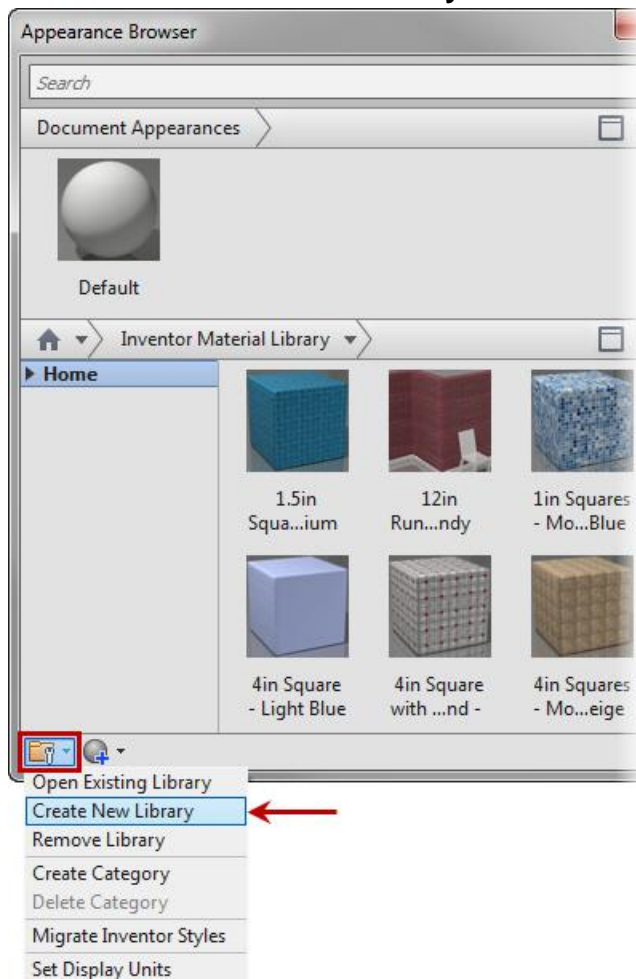 Appearance Browser
Search
Document Appearances
Default
Inventor Material Library
Home
1.5in
Squa...ium
12in
Run...ndy
1in Squares
- Mo...Blue
4in Square
- Light Blue
4in Square
with ...nd -
4in Squares
- Mo...eige
Open Existing Library
Create New Library
Remove Library
Create Category
Delete Category
Migrate Inventor Styles
Set Display Units